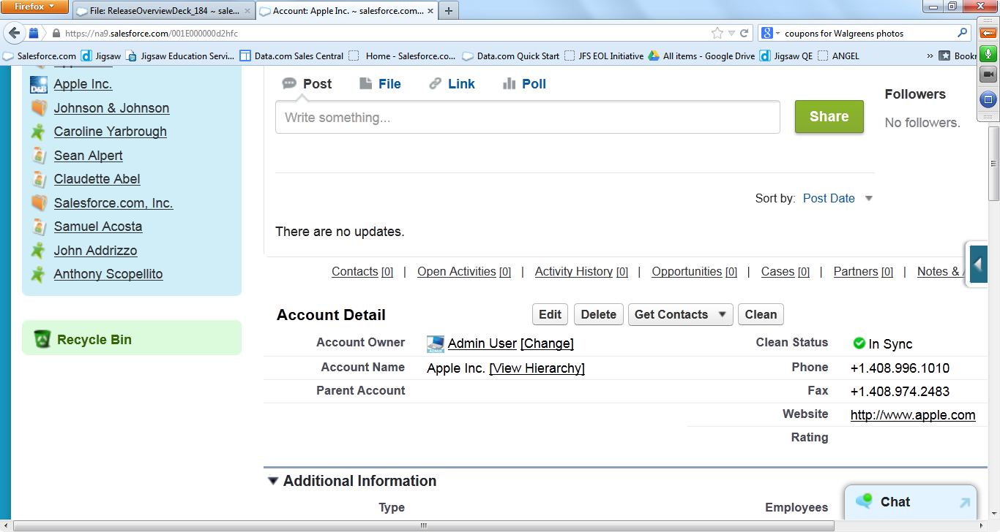 Firefox
File: ReleaseOverviewDeck_184 ~ sale...
Account: Apple Inc. ~ salesforce.com...
https://na9.salesforce.com/001E000000d2hfc
coupons for Walgreens photos
Salesforce.com
Jigsaw
Jigsaw Education Servi...
Data.com Sales Central
Home - Salesforce.co...
Data.com Quick Start
JFS EOL Initiative
All items - Google Drive
Jigsaw QE
ANGEL
»
Bookr
D&B
Apple Inc.
Johnson & Johnson
Caroline Yarbrough
Sean Alpert
Claudette Abel
Salesforce.com, Inc.
Samuel Acosta
John Addrizzo
Anthony Scopellito
Recycle Bin
Post
File
Link
Poll
Write something...
Share
Followers
No followers.
Sort by: Post Date
There are no updates.
Contacts [0] | Open Activities [0] | Activity History [0] | Opportunities [0] | Cases [0] | Partners [0] | Notes &
Account Detail
Edit
Delete
Get Contacts
Clean
Account Owner Admin User [Change]
Clean Status In Sync
Account Name Apple Inc. [View Hierarchy]
Phone +1.408.996.1010
Parent Account
Fax +1.408.974.2483
Website http://www.apple.com
Rating
Additional Information
Type
Employees
Chat